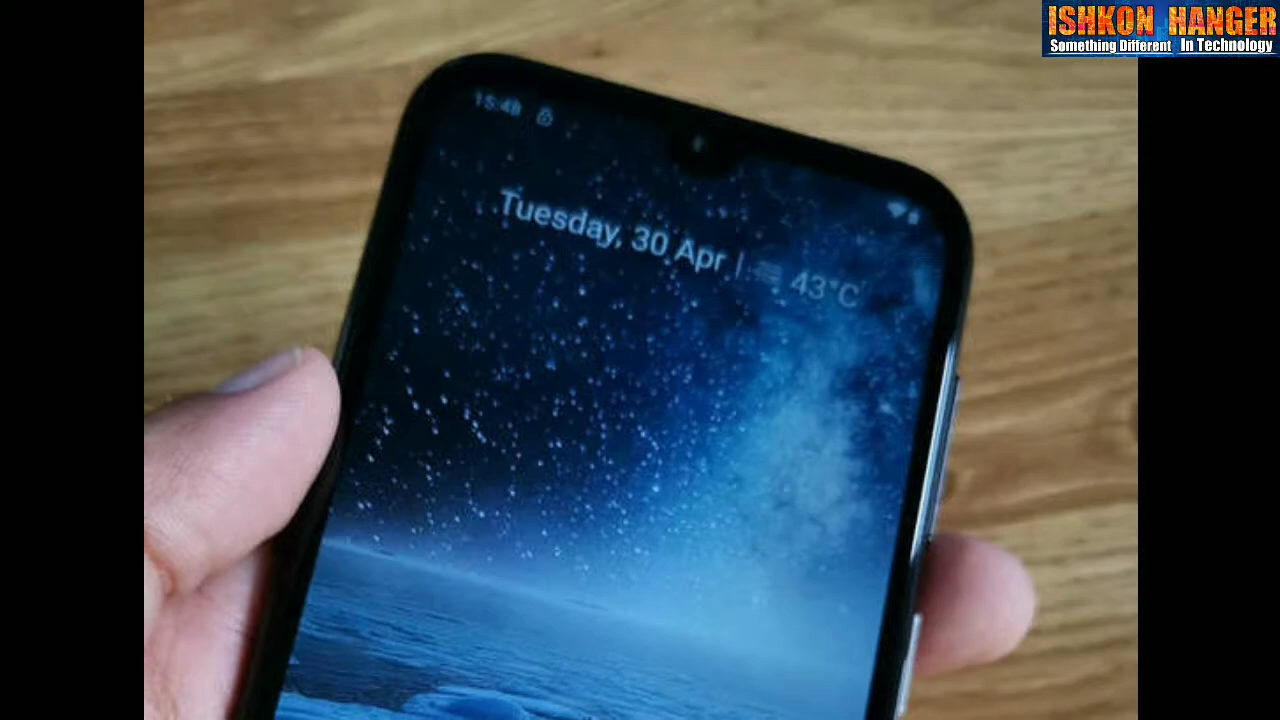 ISHKON HANGER
Something Different In Technology
15:48
Tuesday, 30 Apr | 43°C